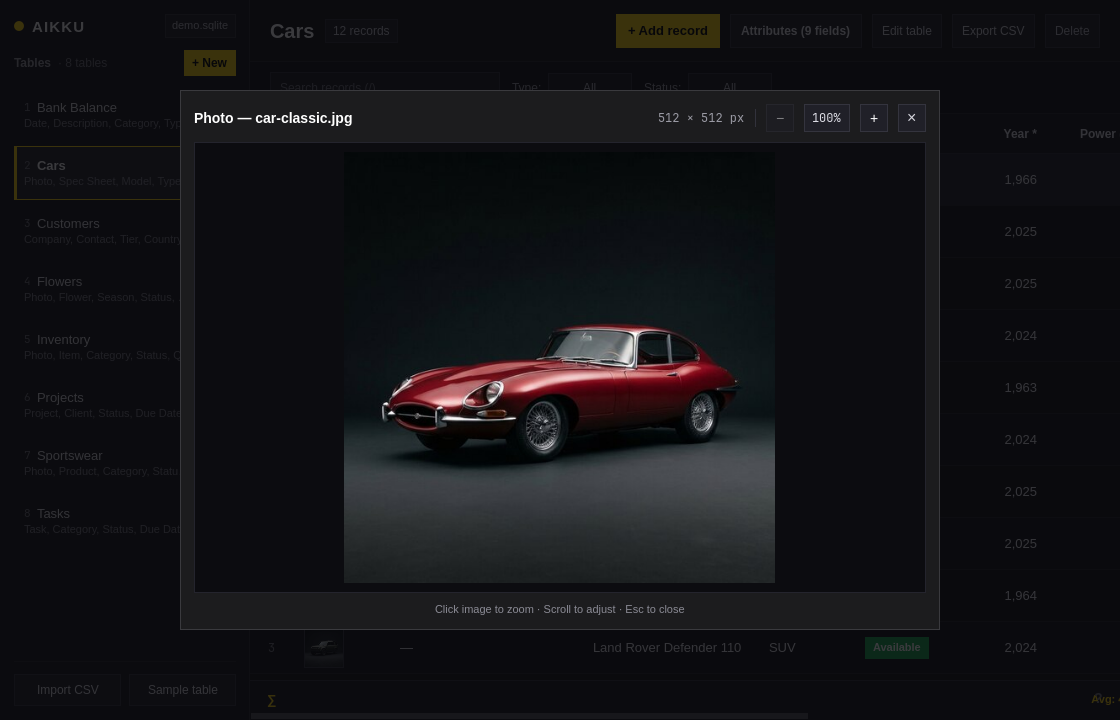 AIKKU
demo.sqlite
Cars
12 records
+ Add record
Attributes (9 fields)
Edit table
Export CSV
Delete
Tables · 8 tables
+ New
Search records (/)
Type:
All
Status:
All
1 Bank Balance
Date, Description, Category, Typ
2 Cars
Photo, Spec Sheet, Model, Type
3 Customers
Company, Contact, Tier, Country
4 Flowers
Photo, Flower, Season, Status,
5 Inventory
Photo, Item, Category, Status, Q
6 Projects
Project, Client, Status, Due Date
7 Sportswear
Photo, Product, Category, Statu
8 Tasks
Task, Category, Status, Due Dat
Import CSV
Sample table
Photo — car-classic.jpg
512 × 512 px
−
100%
+
×
Click image to zoom · Scroll to adjust · Esc to close
Year *
Power
1,966
2,025
2,025
2,024
1,963
2,024
2,025
2,025
1,964
3
—
Land Rover Defender 110
SUV
Available
2,024
∑
Avg: